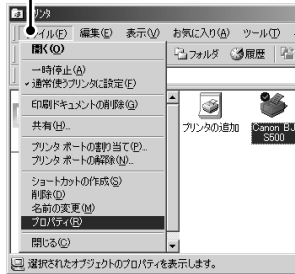 プリンタ
ファイル(F) 編集(E) 表示(V) お気に入り(A) ツール(T)
開く(O)
フォルダ 履歴
一時停止(A)
通常使うプリンタに設定(F)
印刷ドキュメントの削除(G)
共有(H)...
プリンタ ポートの割り当て(P)...
プリンタ ポートの解除(N)...
プリンタの追加
Canon BJ
S500
ショートカットの作成(S)
削除(D)
名前の変更(M)
プロパティ(R)
閉じる(C)
選択されたオブジェクトのプロパティを表示します。